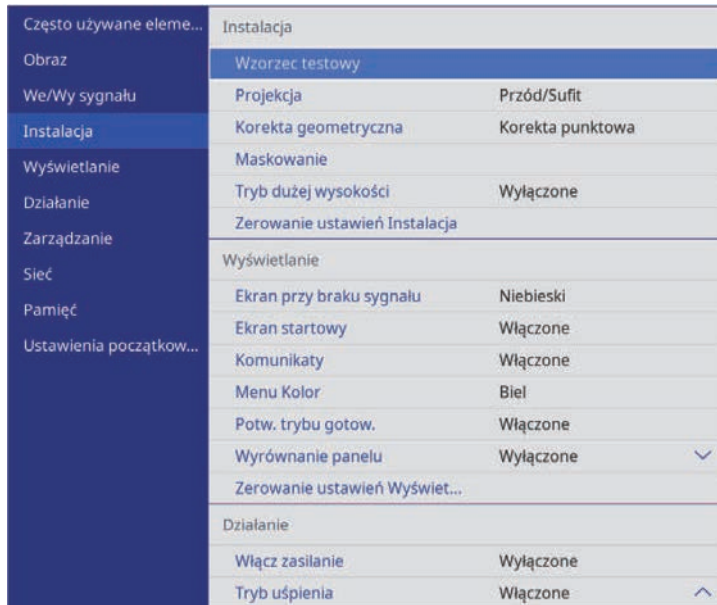 Często używane eleme...
Obraz
We/Wy sygnału
Instalacja
Wyświetlanie
Działanie
Zarządzanie
Sieć
Pamięć
Ustawienia początkow...
Instalacja
Wzorzec testowy
Projekcja Przód/Sufit
Korekta geometryczna Korekta punktowa
Maskowanie
Tryb dużej wysokości Wyłączone
Zerowanie ustawień Instalacja
Wyświetlanie
Ekran przy braku sygnału Niebieski
Ekran startowy Włączone
Komunikaty Włączone
Menu Kolor Biel
Potw. trybu gotow. Włączone
Wyrównanie panelu Wyłączone
Zerowanie ustawień Wyświet...
Działanie
Włącz zasilanie Wyłączone
Tryb uśpienia Włączone